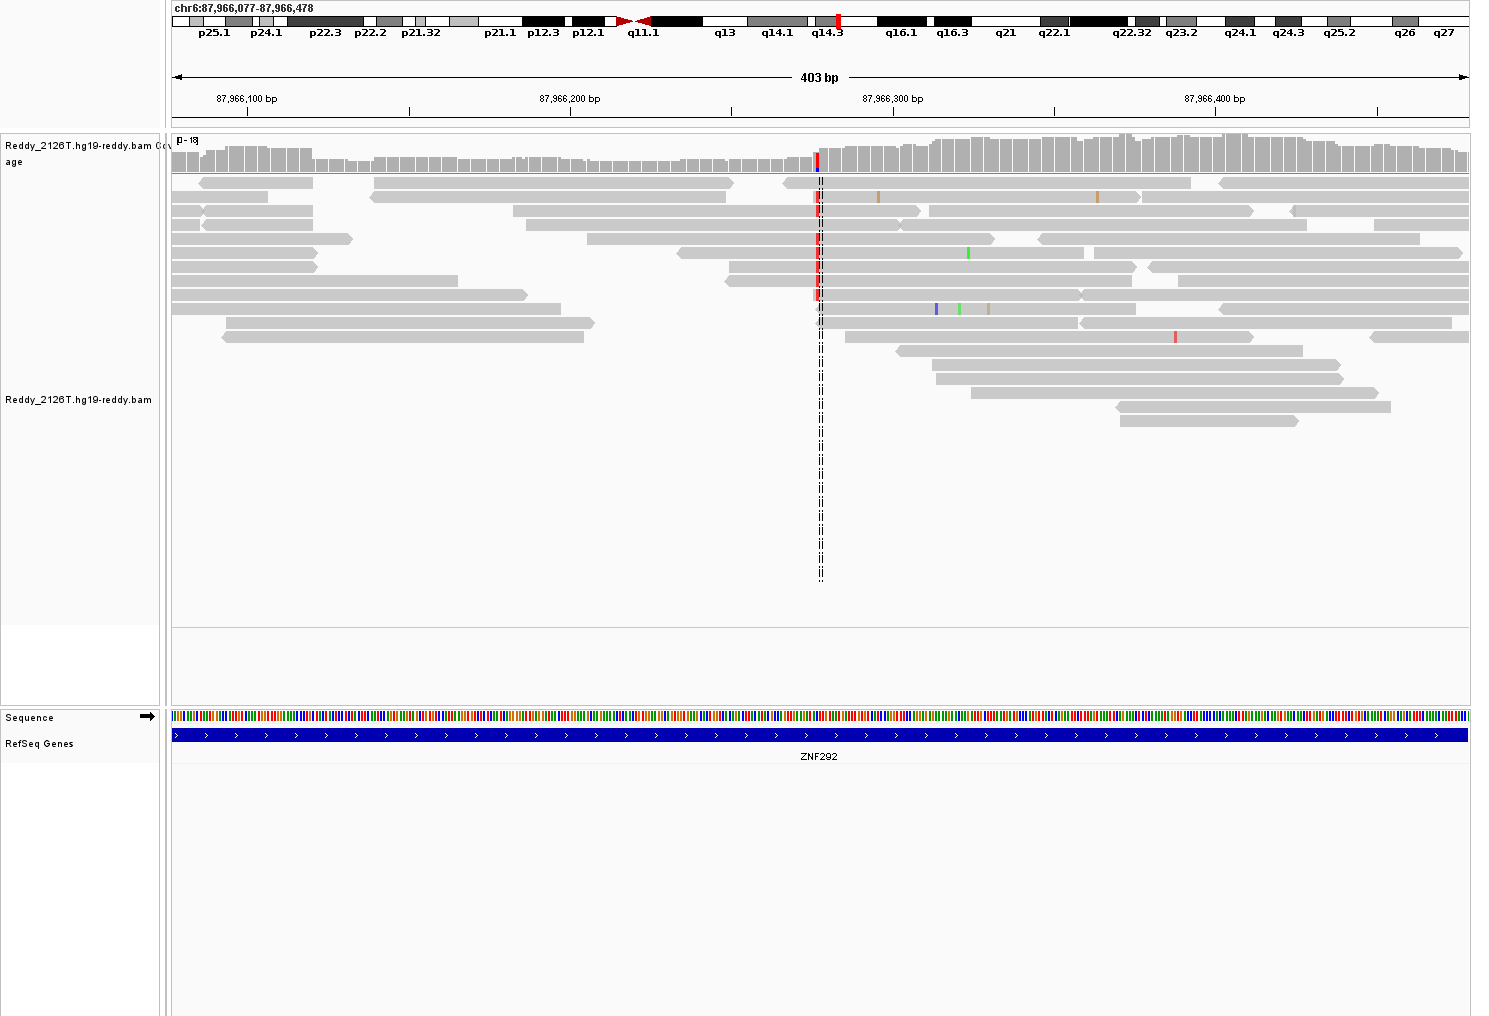 chr6:87,966,077-87,966,478
p25.1 p24.1 p22.3 p22.2 p21.32 p21.1 p12.3 p12.1 q11.1 q13 q14.1 q14.3 q16.1 q16.3 q21 q22.1 q22.32 q23.2 q24.1 q24.3 q25.2 q26 q27
403 bp
87,966,100 bp 87,966,200 bp 87,966,300 bp 87,966,400 bp
[0 - 18]
Reddy_2126T.hg19-reddy.bam Cov
age
Reddy_2126T.hg19-reddy.bam
Sequence
RefSeq Genes
ZNF292